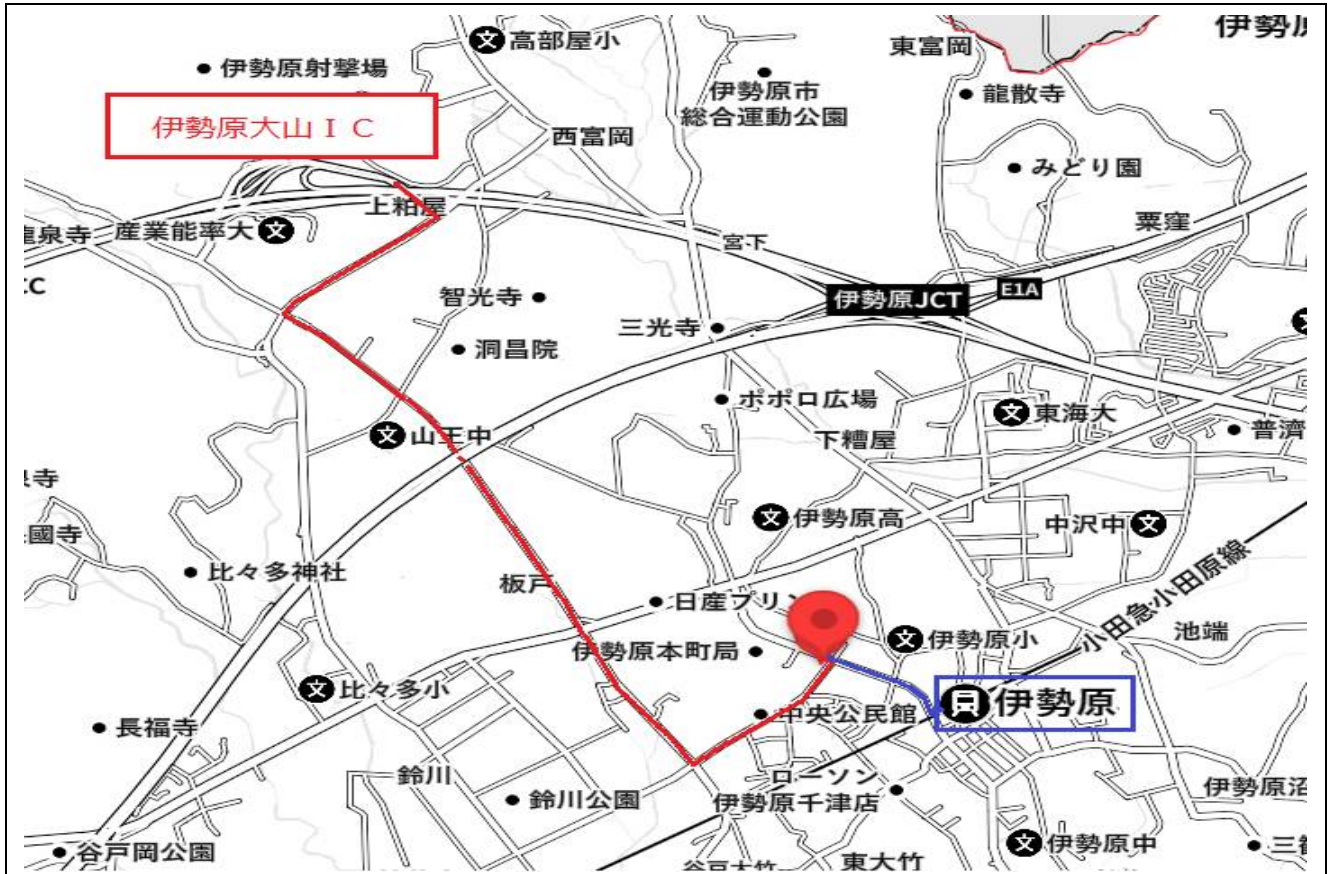 伊勢原
高部屋小
東富岡
伊勢原射撃場
伊勢原市
総合運動公園
龍散寺
伊勢原大山ＩＣ
西富岡
みどり園
上粕屋
粟窪
産業能率大
宮下
智光寺
伊勢原JCT
E1A
三光寺
洞昌院
ポポロ広場
東海大
山王中
下糟屋
普済
伊勢原高
中沢中
比々多神社
板戸
日産プリン
小田急小田原線
伊勢原小
池端
伊勢原本町局
比々多小
伊勢原
長福寺
中央公民館
鈴川
ローソン
伊勢原千津店
鈴川公園
伊勢原沼
伊勢原中
谷戸岡公園
東大竹